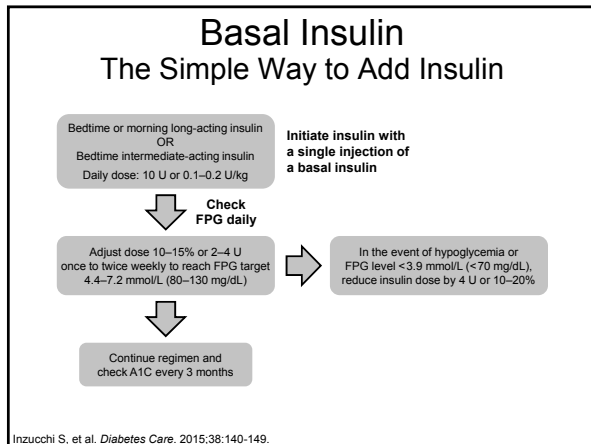 Basal Insulin
The Simple Way to Add Insulin
Bedtime or morning long-acting insulin
OR
Bedtime intermediate-acting insulin
Daily dose: 10 U or 0.1–0.2 U/kg
Initiate insulin with
a single injection of
a basal insulin
Check
FPG daily
Adjust dose 10–15% or 2–4 U
once to twice weekly to reach FPG target
4.4–7.2 mmol/L (80–130 mg/dL)
In the event of hypoglycemia or
FPG level <3.9 mmol/L (<70 mg/dL),
reduce insulin dose by 4 U or 10–20%
Continue regimen and
check A1C every 3 months
Inzucchi S, et al. Diabetes Care. 2015;38:140-149.